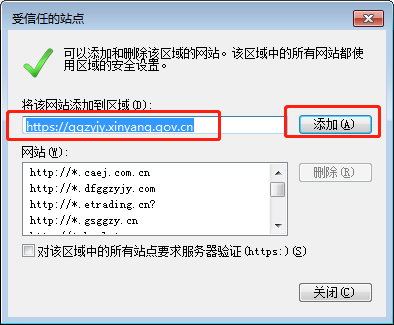 受信任的站点
可以添加和删除该区域的网站。该区域中的所有网站都使
用区域的安全设置。
将该网站添加到区域(D):
https://ggzyjy.xinyang.gov.cn
添加(A)
网站(W):
http://*.caej.com.cn
http://*.dfggzyjy.com
http://*.etrading.cn?
http://*.gsggzy.cn
删除(R)
对该区域中的所有站点要求服务器验证(https:)(S)
关闭(C)